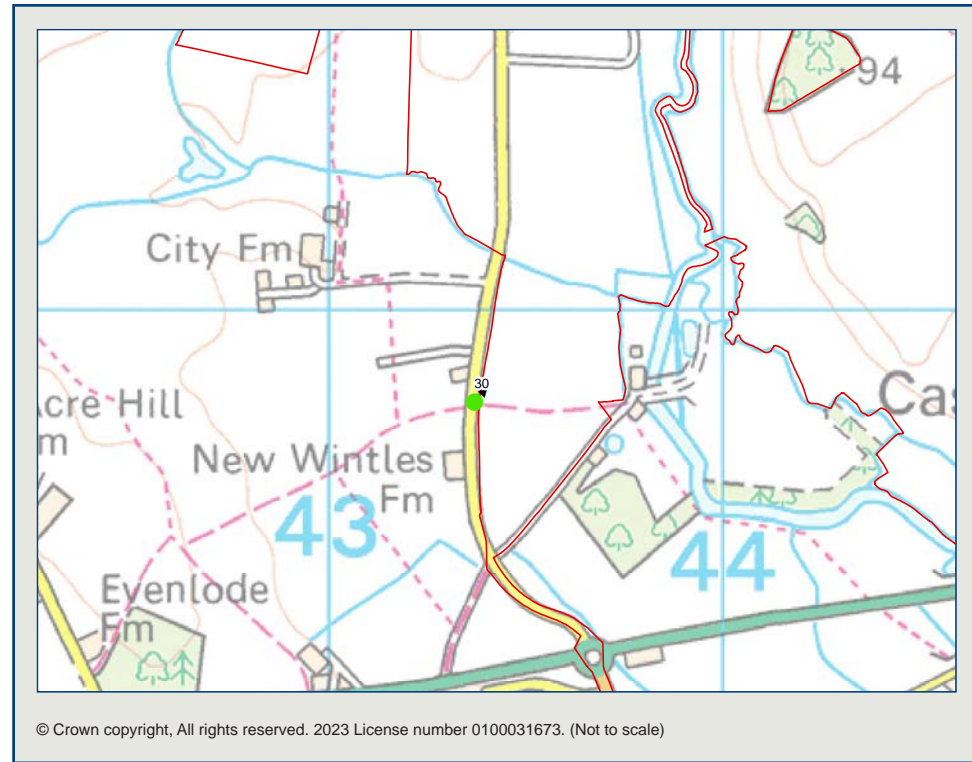 94
City Fm
30
Acre Hill
m
Cas
New Wintles
Fm
43
44
Evenlode
Fm
© Crown copyright, All rights reserved. 2023 License number 0100031673. (Not to scale)